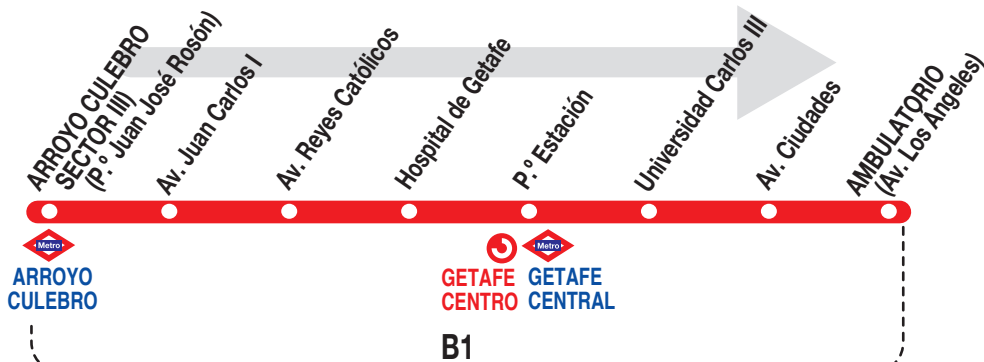 ARROYO CULEBRO
SECTOR III)
(P.º Juan José Rosón)
Av. Juan Carlos I
Av. Reyes Católicos
Hospital de Getafe
P.º Estación
Universidad Carlos III
Av. Ciudades
AMBULATORIO
(Av. Los Ángeles)
Metro
ARROYO
CULEBRO
GETAFE
CENTRO
Metro
GETAFE
CENTRAL
B1